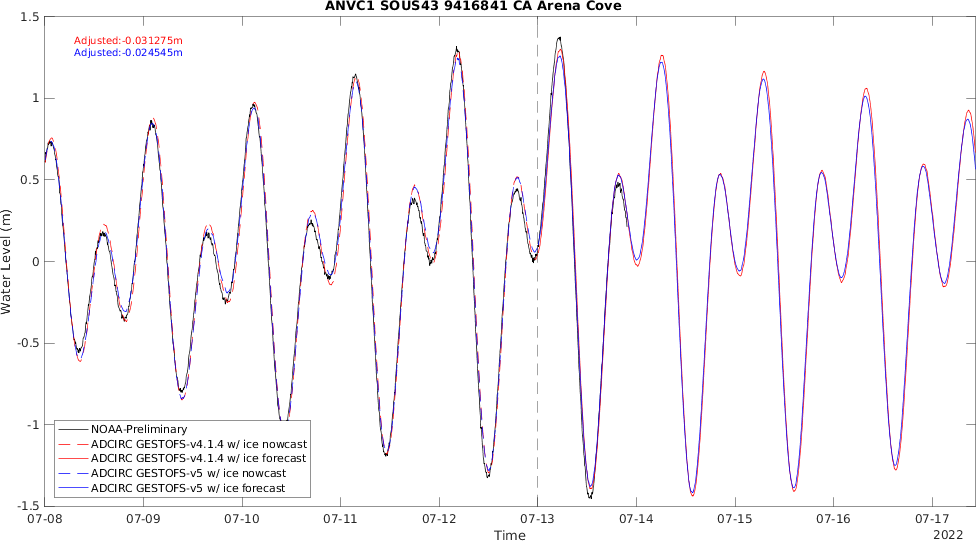 ANVC1 SOUS43 9416841 CA Arena Cove
Adjusted:-0.031275m
Adjusted:-0.024545m
1.5
1
0.5
0
-0.5
-1
-1.5
Water Level (m)
NOAA-Preliminary
ADCIRC GESTOFS-v4.1.4 w/ ice nowcast
ADCIRC GESTOFS-v4.1.4 w/ ice forecast
ADCIRC GESTOFS-v5 w/ ice nowcast
ADCIRC GESTOFS-v5 w/ ice forecast
07-08 07-09 07-10 07-11 07-12 07-13 07-14 07-15 07-16 07-17
Time
2022